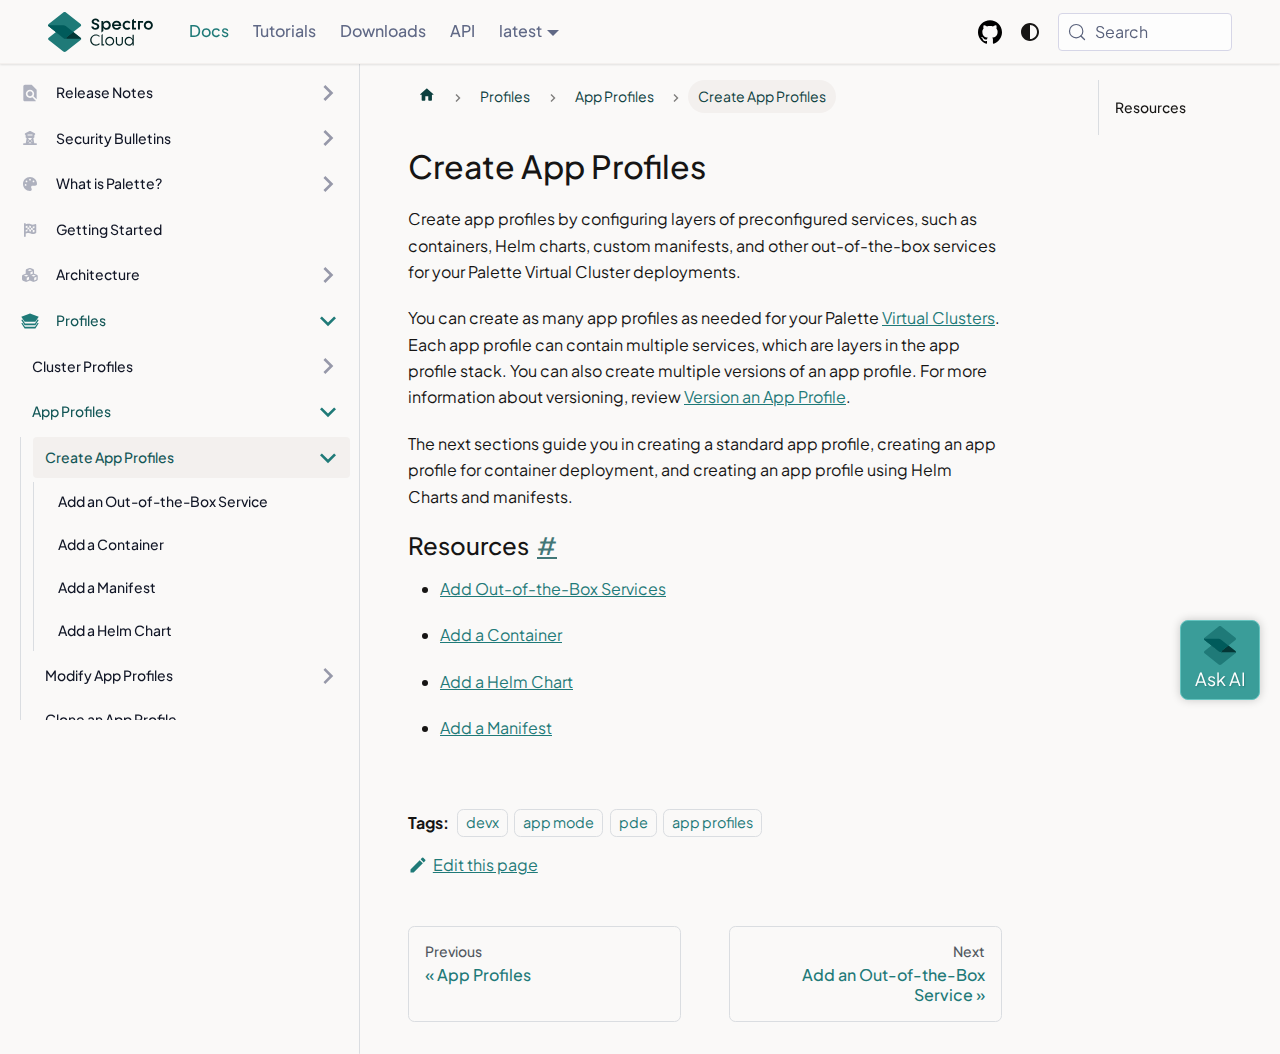 Spectro Cloud
Docs
Tutorials
Downloads
API
latest
Search
Release Notes
Security Bulletins
What is Palette?
Getting Started
Architecture
Profiles
Cluster Profiles
App Profiles
Create App Profiles
Add an Out-of-the-Box Service
Add a Container
Add a Manifest
Add a Helm Chart
Modify App Profiles
Clone an App Profile
Profiles
App Profiles
Create App Profiles
Create App Profiles
Create app profiles by configuring layers of preconfigured services, such as
containers, Helm charts, custom manifests, and other out-of-the-box services
for your Palette Virtual Cluster deployments.
You can create as many app profiles as needed for your Palette Virtual Clusters.
Each app profile can contain multiple services, which are layers in the app
profile stack. You can also create multiple versions of an app profile. For more
information about versioning, review Version an App Profile.
The next sections guide you in creating a standard app profile, creating an app
profile for container deployment, and creating an app profile using Helm
Charts and manifests.
Resources #
Add Out-of-the-Box Services
Add a Container
Add a Helm Chart
Add a Manifest
Tags: devx app mode pde app profiles
Edit this page
Previous
« App Profiles
Next
Add an Out-of-the-Box
Service »
Resources
Ask AI